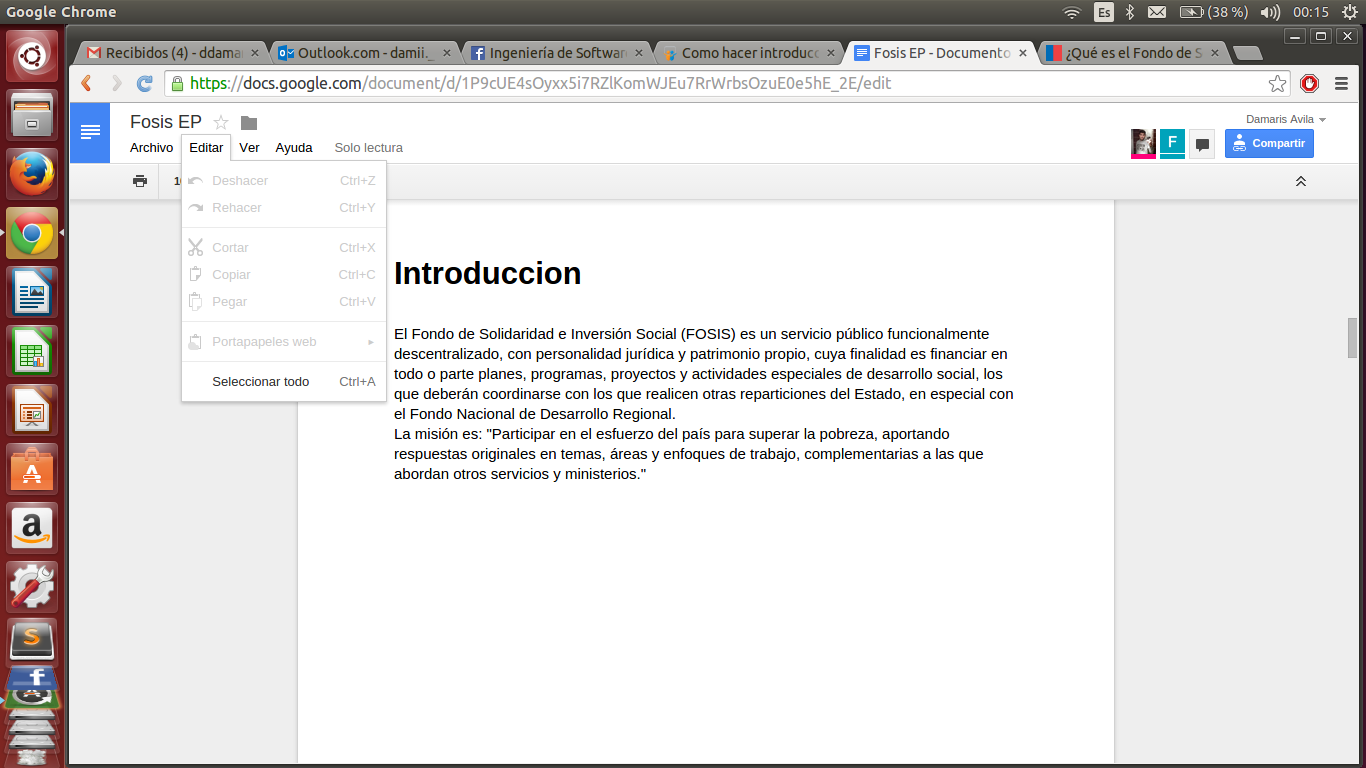 Google Chrome
Es
(38 %)
00:15
Recibidos (4) - ddama
Outlook.com - damii_
Ingeniería de Softwar
Como hacer introducc
Fosis EP - Documento
¿Qué es el Fondo de S
https://docs.google.com/document/d/1P9cUE4sOyxx5i7RZlKomWJEu7RrWrbsOzuE0e5hE_2E/edit
Fosis EP
Damaris Avila
Archivo Editar Ver Ayuda Solo lectura
F
Compartir
10
Deshacer Ctrl+Z
Rehacer Ctrl+Y
Cortar Ctrl+X
Copiar Ctrl+C
Pegar Ctrl+V
Portapapeles web
Seleccionar todo Ctrl+A
Introduccion
El Fondo de Solidaridad e Inversión Social (FOSIS) es un servicio público funcionalmente
descentralizado, con personalidad jurídica y patrimonio propio, cuya finalidad es financiar en
todo o parte planes, programas, proyectos y actividades especiales de desarrollo social, los
que deberán coordinarse con los que realicen otras reparticiones del Estado, en especial con
el Fondo Nacional de Desarrollo Regional.
La misión es: "Participar en el esfuerzo del país para superar la pobreza, aportando
respuestas originales en temas, áreas y enfoques de trabajo, complementarias a las que
abordan otros servicios y ministerios."